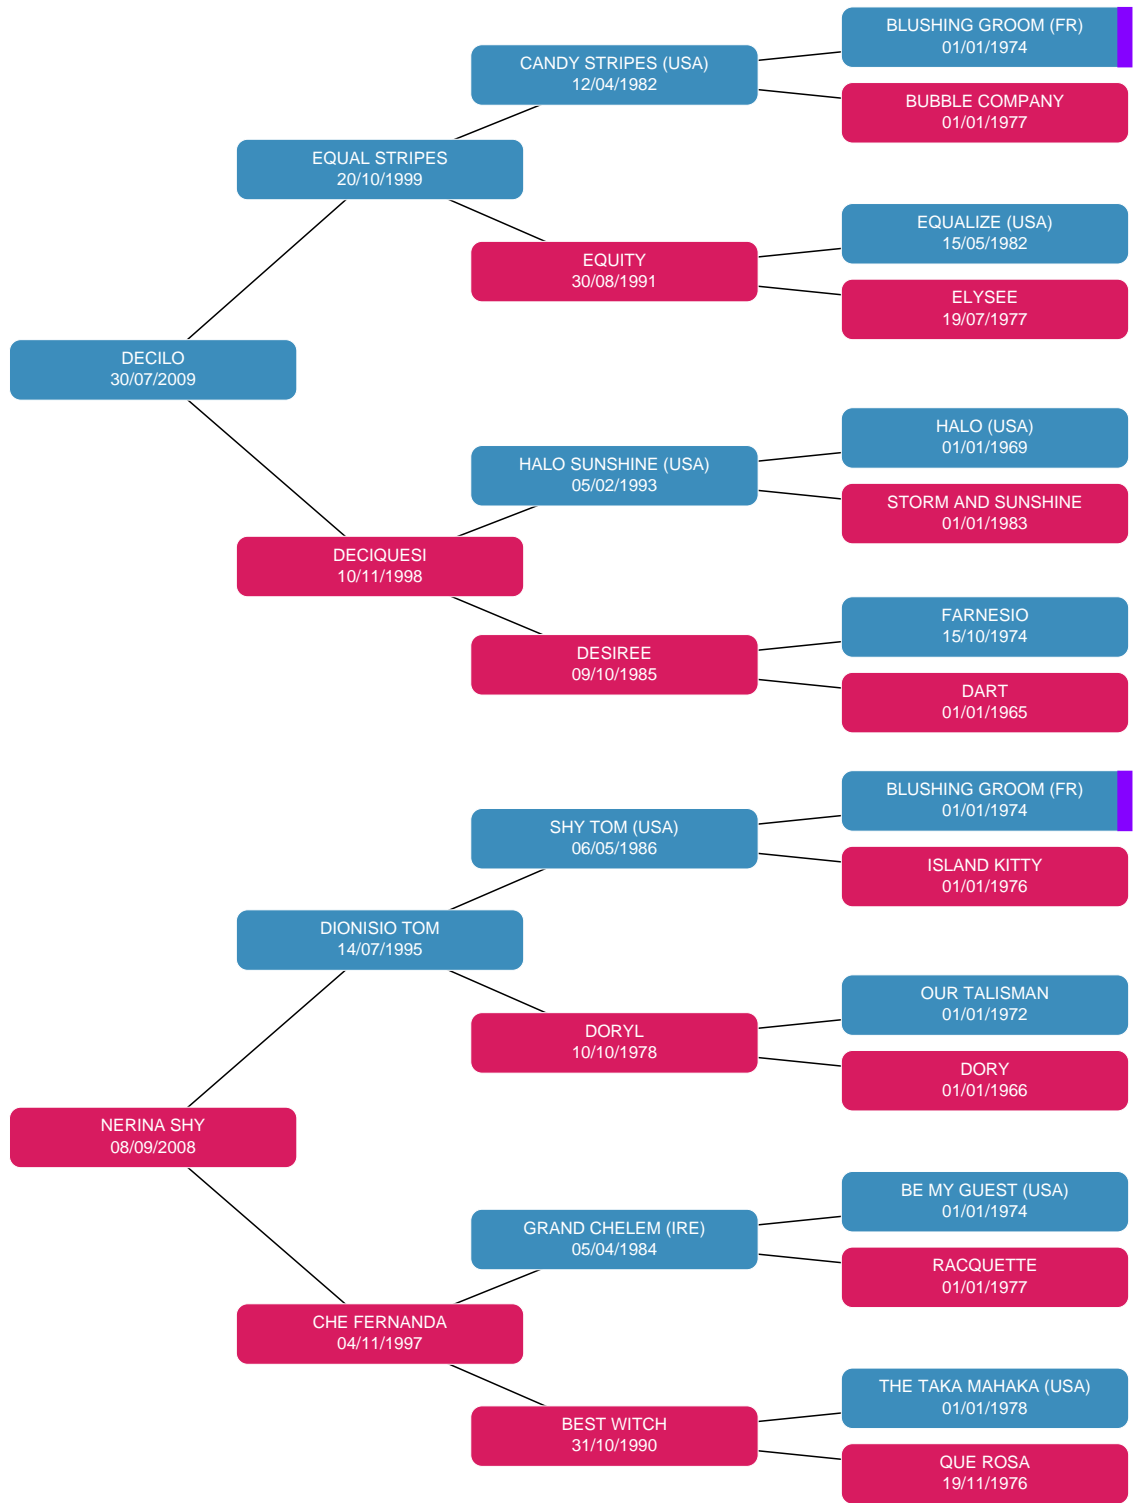 BLUSHING GROOM (FR)
01/01/1974
CANDY STRIPES (USA)
12/04/1982
BUBBLE COMPANY
01/01/1977
EQUAL STRIPES
20/10/1999
EQUALIZE (USA)
15/05/1982
EQUITY
30/08/1991
ELYSEE
19/07/1977
DECILO
30/07/2009
HALO (USA)
01/01/1969
HALO SUNSHINE (USA)
05/02/1993
STORM AND SUNSHINE
01/01/1983
DECIQUESI
10/11/1998
FARNESIO
15/10/1974
DESIREE
09/10/1985
DART
01/01/1965
BLUSHING GROOM (FR)
01/01/1974
SHY TOM (USA)
06/05/1986
ISLAND KITTY
01/01/1976
DIONISIO TOM
14/07/1995
OUR TALISMAN
01/01/1972
DORYL
10/10/1978
DORY
01/01/1966
NERINA SHY
08/09/2008
BE MY GUEST (USA)
01/01/1974
GRAND CHELEM (IRE)
05/04/1984
RACQUETTE
01/01/1977
CHE FERNANDA
04/11/1997
THE TAKA MAHAKA (USA)
01/01/1978
BEST WITCH
31/10/1990
QUE ROSA
19/11/1976